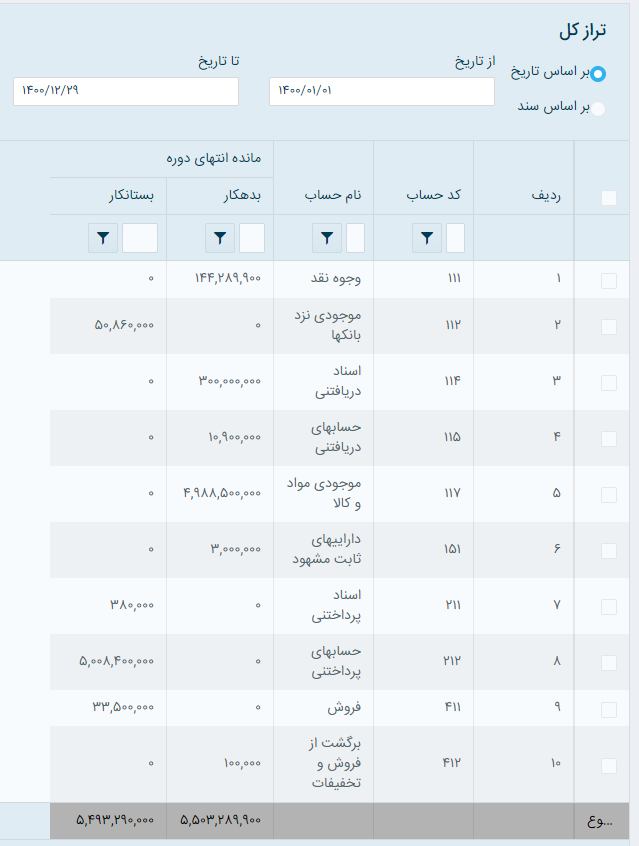 تراز کل
بر اساس تاریخ
از تاریخ
تا تاریخ
۱۴۰۰/۰۱/۰۱
۱۴۰۰/۱۲/۲۹
بر اساس سند
ردیف
کد حساب
نام حساب
مانده انتهای دوره
بدهکار
بستانکار
۱ ۱۱۱ وجوه نقد ۱۴۴,۲۸۹,۹۰۰ ۰
۲ ۱۱۲ موجودی نزد
بانکها ۰ ۵۰,۸۶۰,۰۰۰
۳ ۱۱۴ اسناد
دریافتنی ۳۰۰,۰۰۰,۰۰۰ ۰
۴ ۱۱۵ حسابهای
دریافتنی ۱۰,۹۰۰,۰۰۰ ۰
۵ ۱۱۷ موجودی مواد
و کالا ۴,۹۸۸,۵۰۰,۰۰۰ ۰
۶ ۱۵۱ داراییهای
ثابت مشهود ۳,۰۰۰,۰۰۰ ۰
۷ ۲۱۱ اسناد
پرداختنی ۰ ۳۸۰,۰۰۰
۸ ۲۱۲ حسابهای
پرداختنی ۰ ۵,۰۰۸,۴۰۰,۰۰۰
۹ ۴۱۱ فروش ۰ ۳۳,۵۰۰,۰۰۰
۱۰ ۴۱۲ برگشت از
فروش و
تخفیفات ۱۰۰,۰۰۰ ۰
...وع ۵,۵۰۳,۲۸۹,۹۰۰ ۵,۴۹۳,۲۹۰,۰۰۰